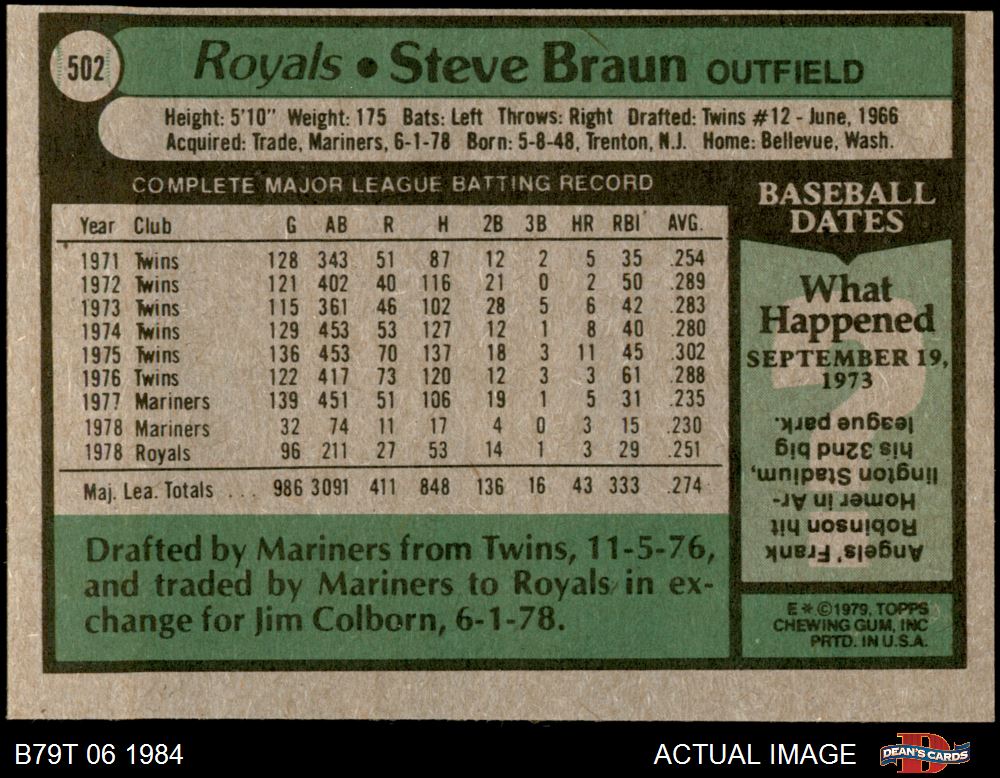 502
Royals • Steve Braun OUTFIELD
Height: 5'10" Weight: 175 Bats: Left Throws: Right Drafted: Twins #12 - June, 1966
Acquired: Trade, Mariners, 6-1-78 Born: 5-8-48, Trenton, N.J. Home: Bellevue, Wash.
COMPLETE MAJOR LEAGUE BATTING RECORD
Year Club G AB R H 2B 3B HR RBI AVG.
1971 Twins 128 343 51 87 12 2 5 35 .254
1972 Twins 121 402 40 116 21 0 2 50 .289
1973 Twins 115 361 46 102 28 5 6 42 .283
1974 Twins 129 453 53 127 12 1 8 40 .280
1975 Twins 136 453 70 137 18 3 11 45 .302
1976 Twins 122 417 73 120 12 3 3 61 .288
1977 Mariners 139 451 51 106 19 1 5 31 .235
1978 Mariners 32 74 11 17 4 0 3 15 .230
1978 Royals 96 211 27 53 14 1 3 29 .251
Maj. Lea. Totals ... 986 3091 411 848 136 16 43 333 .274
Drafted by Mariners from Twins, 11-5-76,
and traded by Mariners to Royals in ex-
change for Jim Colborn, 6-1-78.
BASEBALL
DATES
What
Happened
SEPTEMBER 19,
1973
Angels' Frank
Robinson hit
Homer in Ar-
lington Stadium,
his 32nd big
league park.
E * © 1979, TOPPS
CHEWING GUM, INC
PRTD. IN U.S.A.
B79T 06 1984
ACTUAL IMAGE
DEAN'S CARDS